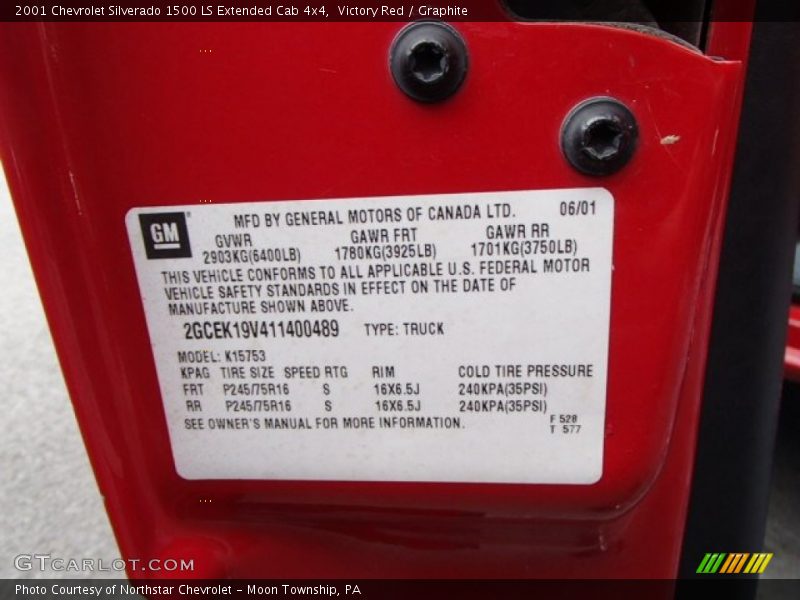 2001 Chevrolet Silverado 1500 LS Extended Cab 4x4, Victory Red / Graphite
GM
MFD BY GENERAL MOTORS OF CANADA LTD. 06/01
GVWR GAWR FRT GAWR RR
2903KG(6400LB) 1780KG(3925LB) 1701KG(3750LB)
THIS VEHICLE CONFORMS TO ALL APPLICABLE U.S. FEDERAL MOTOR
VEHICLE SAFETY STANDARDS IN EFFECT ON THE DATE OF
MANUFACTURE SHOWN ABOVE.
2GCEK19V411400489 TYPE: TRUCK
MODEL: K15753
KPAG TIRE SIZE SPEED RTG RIM COLD TIRE PRESSURE
FRT P245/75R16 S 16X6.5J 240KPA(35PSI)
RR P245/75R16 S 16X6.5J 240KPA(35PSI)
SEE OWNER'S MANUAL FOR MORE INFORMATION.
F 528
T 577
GTCARLOT.COM
Photo Courtesy of Northstar Chevrolet - Moon Township, PA